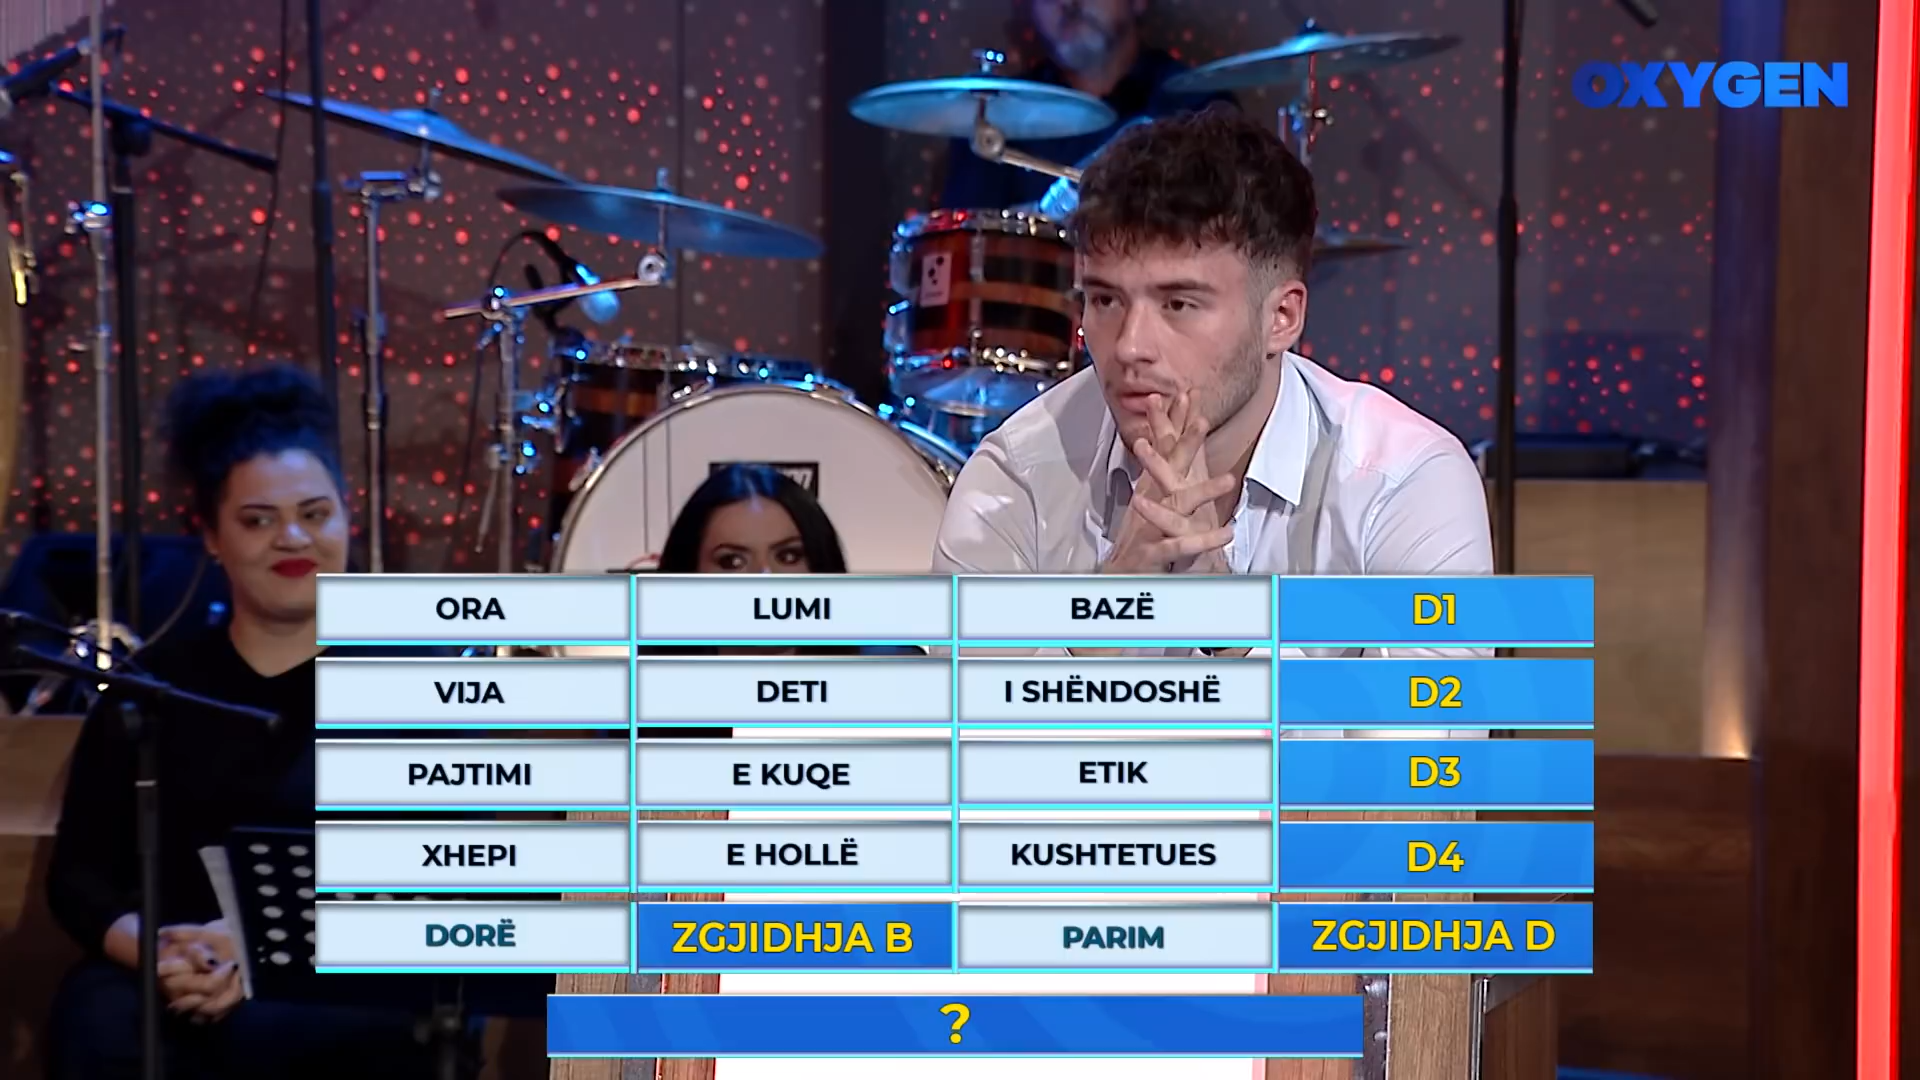 OXYGEN
ORA LUMI BAZË D1
VIJA DETI I SHËNDOSHË D2
PAJTIMI E KUQE ETIK D3
XHEPI E HOLLË KUSHTETUES D4
DORË ZGJIDHJA B PARIM ZGJIDHJA D
?